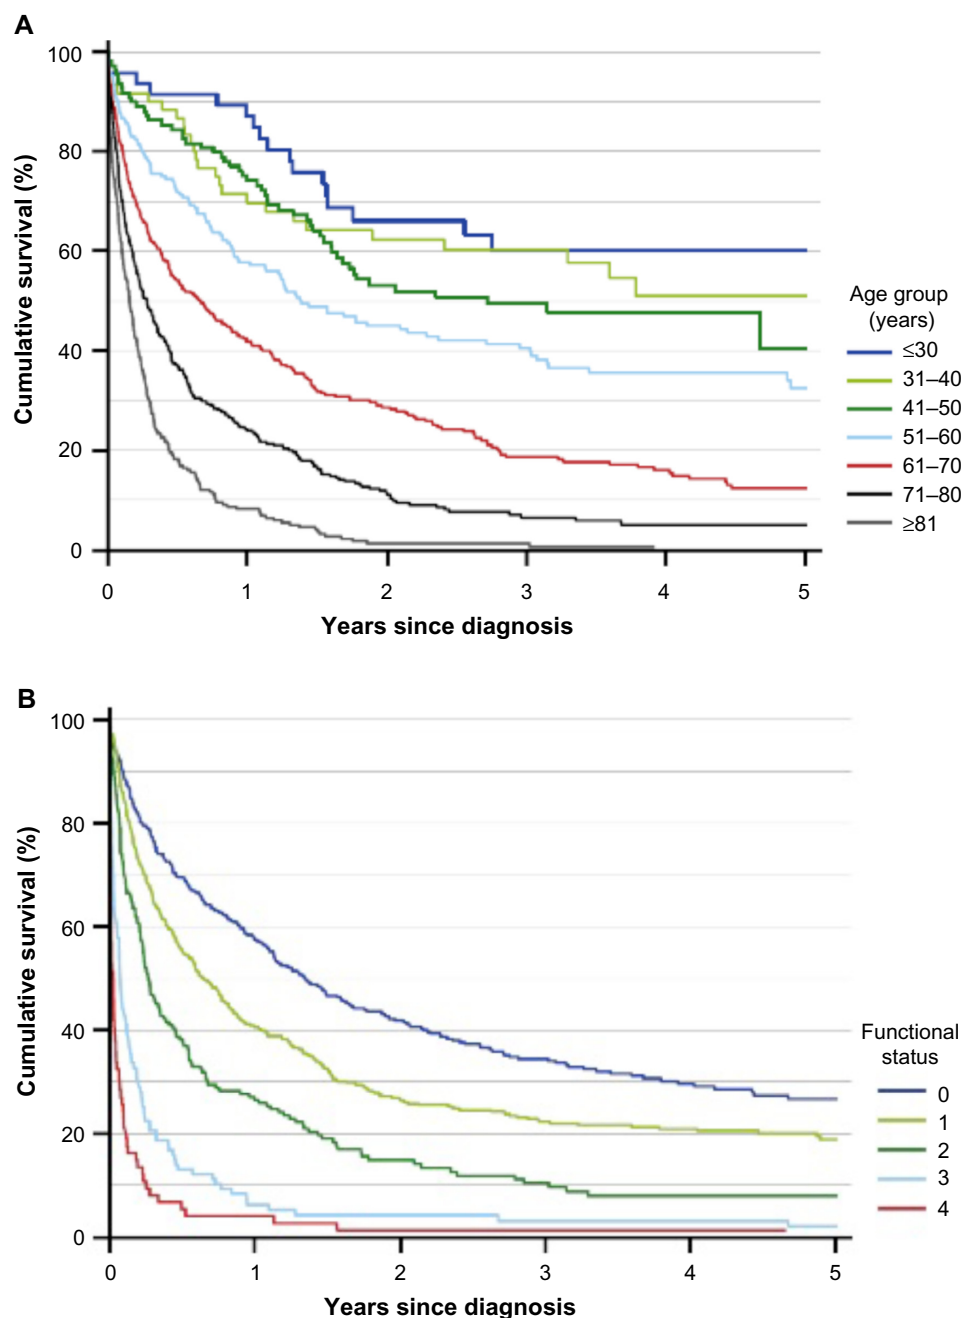 A
Cumulative survival (%)
100
80
60
40
20
0
0 1 2 3 4 5
Years since diagnosis
Age group
(years)
≤30
31–40
41–50
51–60
61–70
71–80
≥81
B
Cumulative survival (%)
100
80
60
40
20
0
0 1 2 3 4 5
Years since diagnosis
Functional
status
0
1
2
3
4